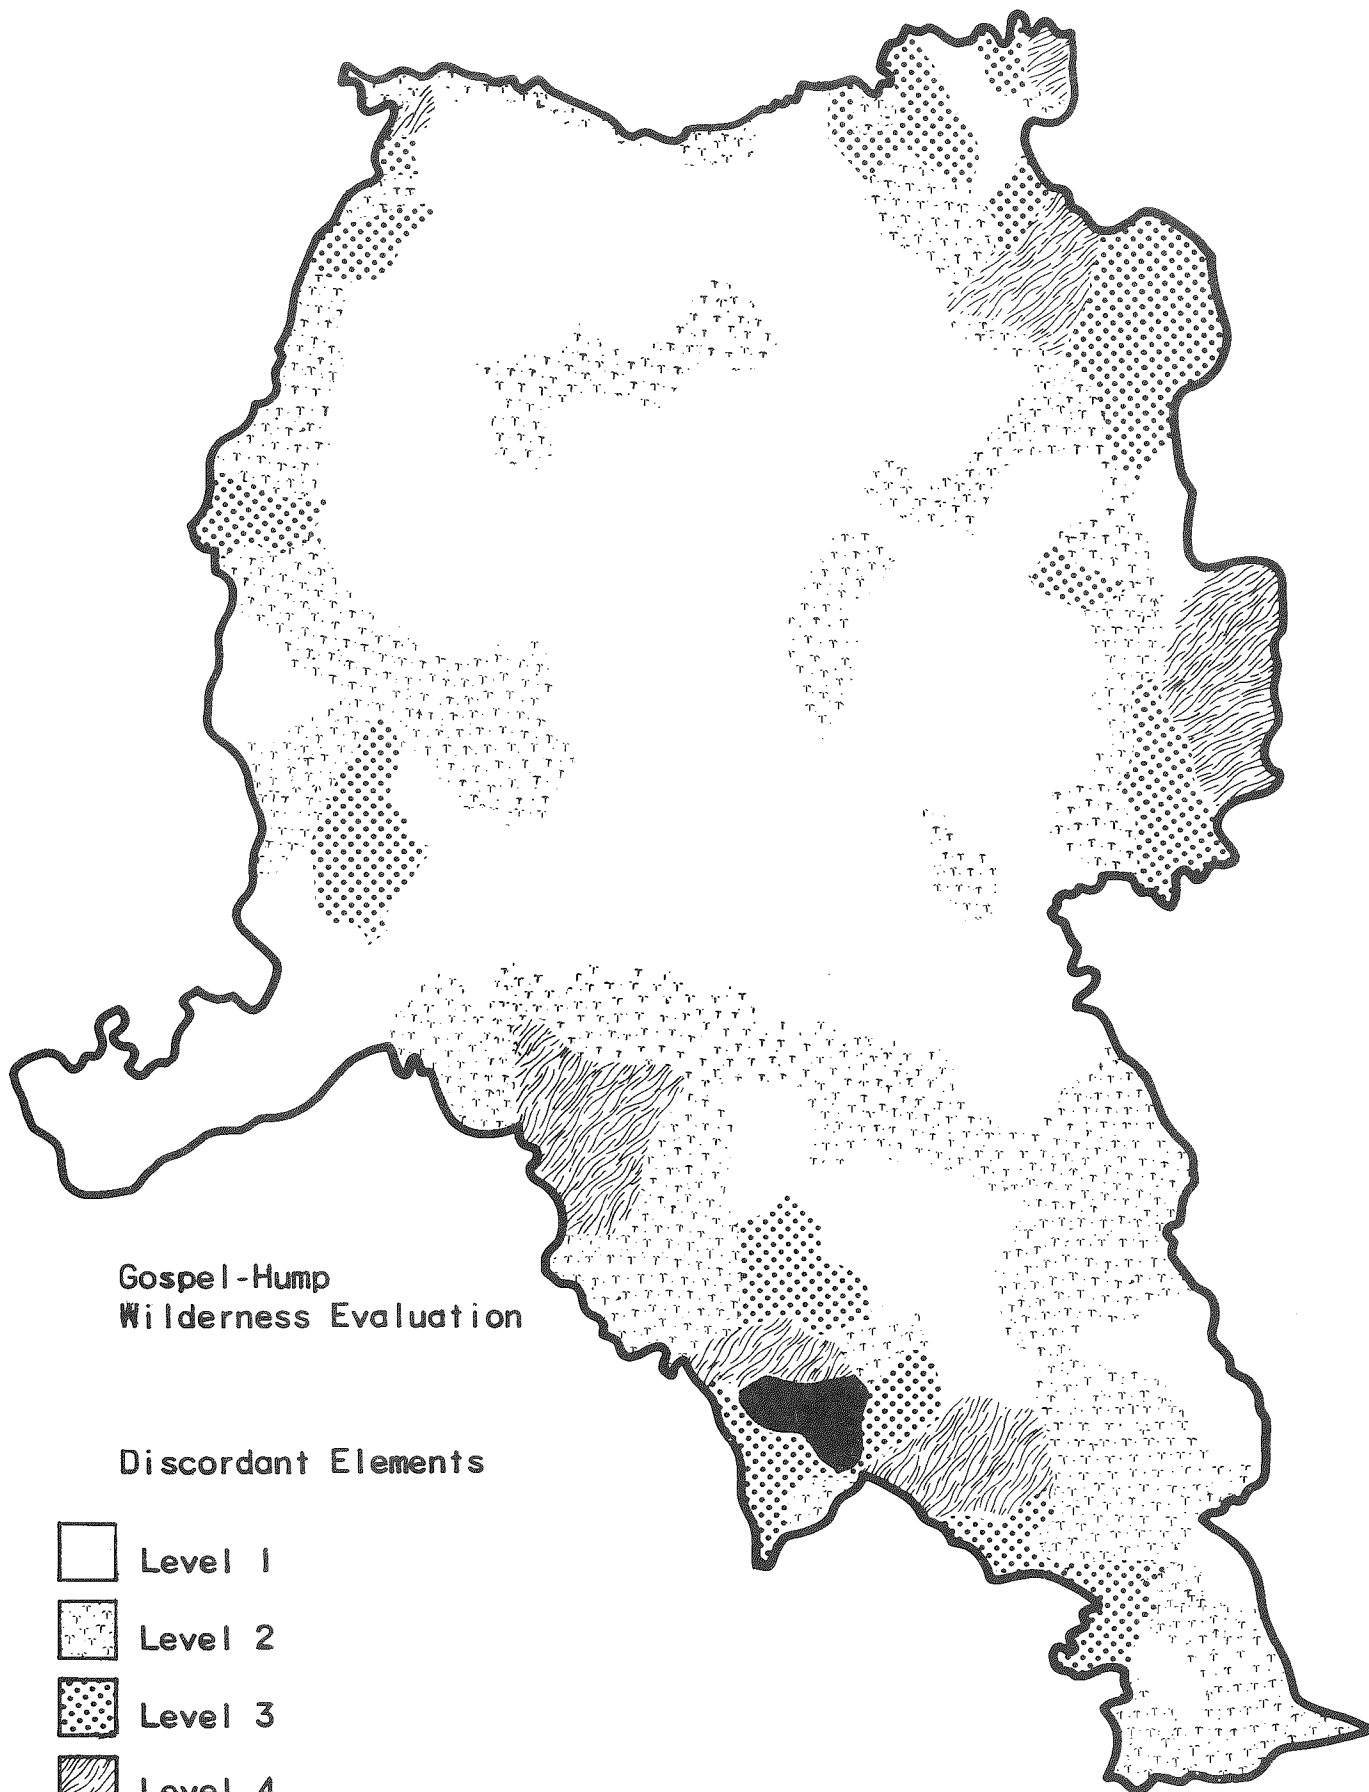 Gospel-Hump
Wilderness Evaluation
Discordant Elements
Level 1
Level 2
Level 3
Level 4